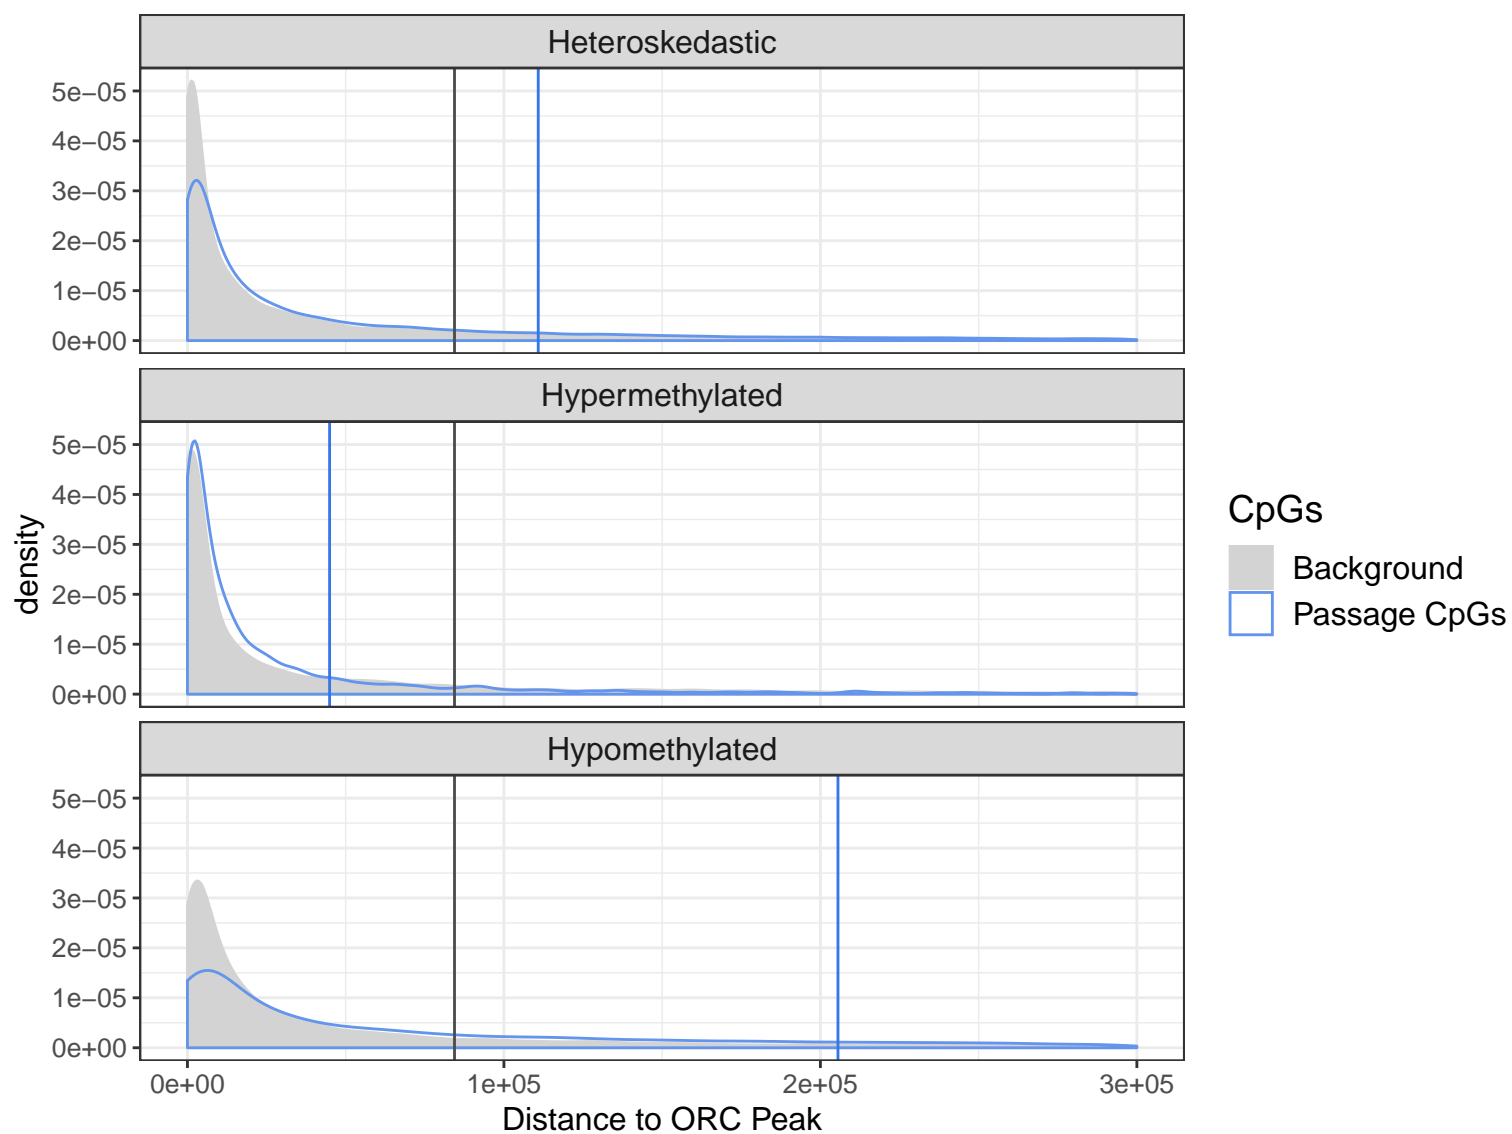 Heteroskedastic
5e−05
4e−05
3e−05
2e−05
1e−05
0e+00
Hypermethylated
5e−05
4e−05
3e−05
2e−05
1e−05
0e+00
Hypomethylated
5e−05
4e−05
3e−05
2e−05
1e−05
0e+00
0e+00 1e+05 2e+05 3e+05
Distance to ORC Peak
density
CpGs
Background
Passage CpGs